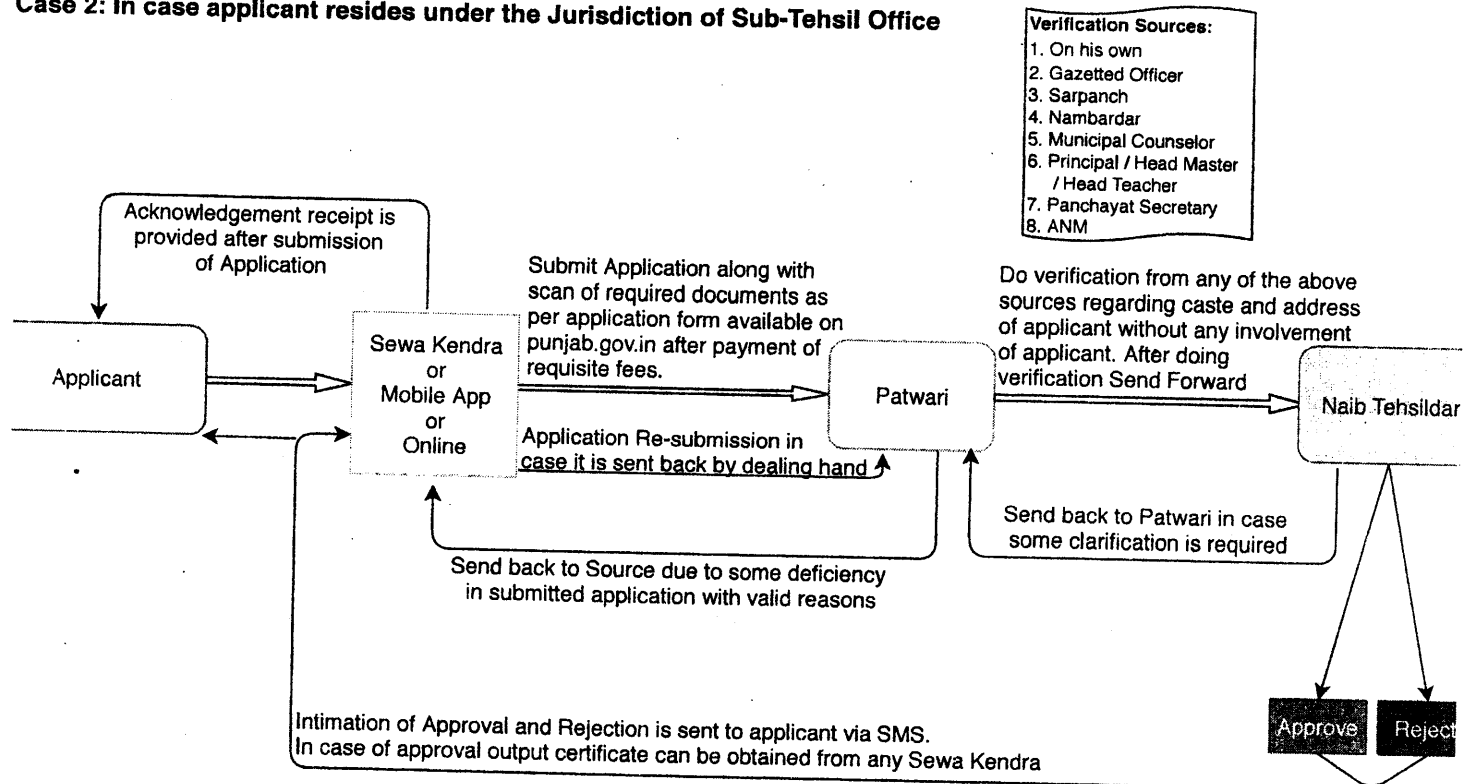 Case 2: In case applicant resides under the Jurisdiction of Sub-Tehsil Office
Verification Sources:
1. On his own
2. Gazetted Officer
3. Sarpanch
4. Nambardar
5. Municipal Counselor
6. Principal / Head Master
/ Head Teacher
7. Panchayat Secretary
8. ANM
Acknowledgement receipt is
provided after submission
of Application
Submit Application along with
scan of required documents as
per application form available on
punjab.gov.in after payment of
requisite fees.
Do verification from any of the above
sources regarding caste and address
of applicant without any involvement
of applicant. After doing
verification Send Forward
Applicant
Sewa Kendra
or
Mobile App
or
Online
Patwari
Naib Tehsildar
Application Re-submission in
case it is sent back by dealing hand
Send back to Patwari in case
some clarification is required
Send back to Source due to some deficiency
in submitted application with valid reasons
Approve
Reject
Intimation of Approval and Rejection is sent to applicant via SMS.
In case of approval output certificate can be obtained from any Sewa Kendra